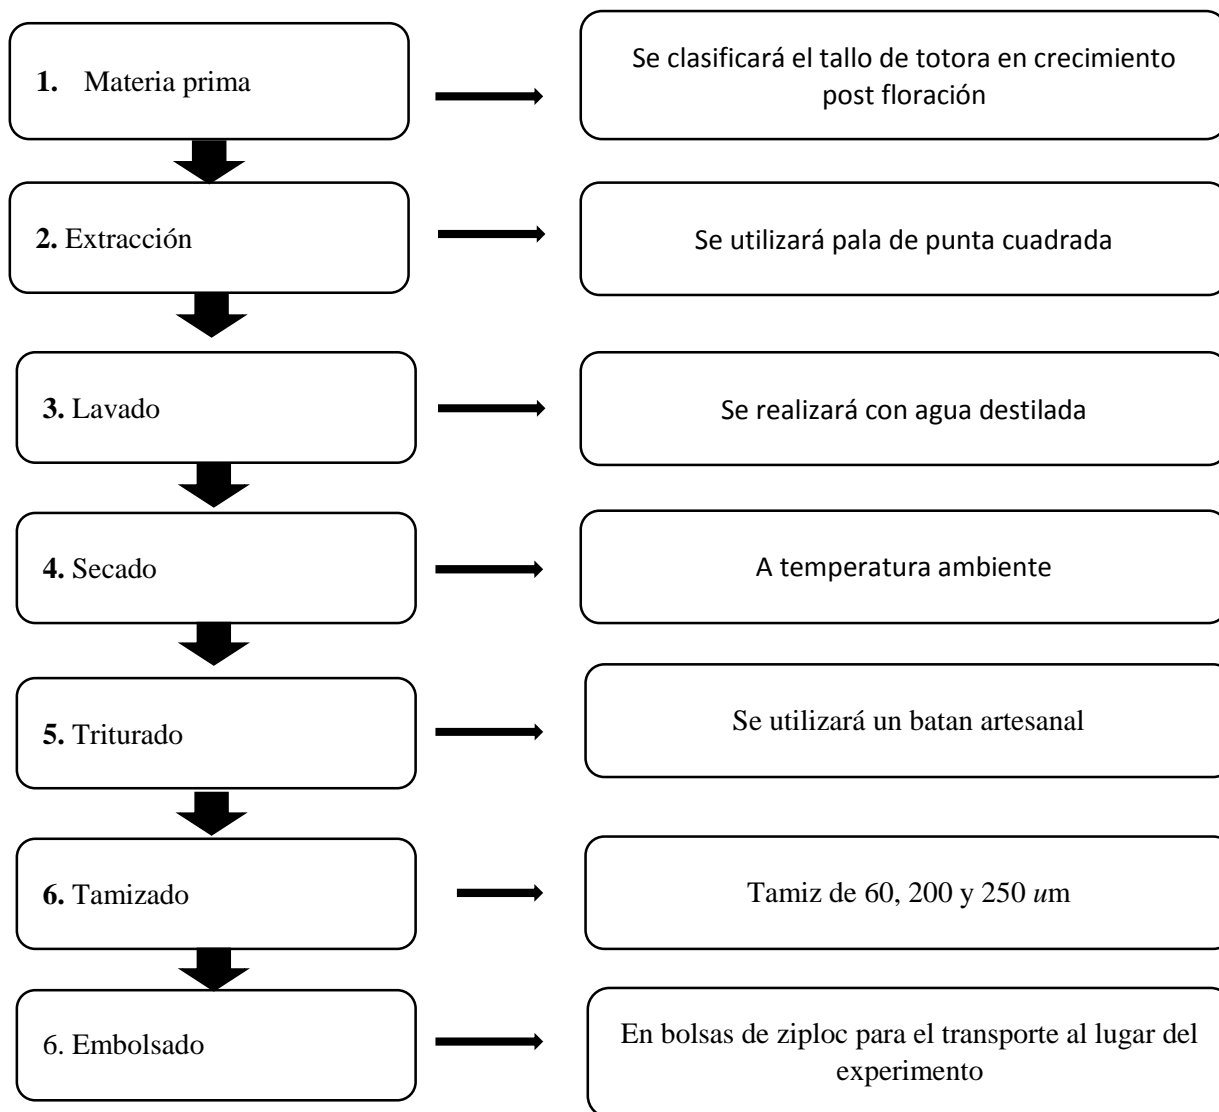 1. Materia prima
Se clasificará el tallo de totora en crecimiento
post floración
2. Extracción
Se utilizará pala de punta cuadrada
3. Lavado
Se realizará con agua destilada
4. Secado
A temperatura ambiente
5. Triturado
Se utilizará un batan artesanal
6. Tamizado
Tamiz de 60, 200 y 250 um
6. Embolsado
En bolsas de ziploc para el transporte al lugar del
experimento